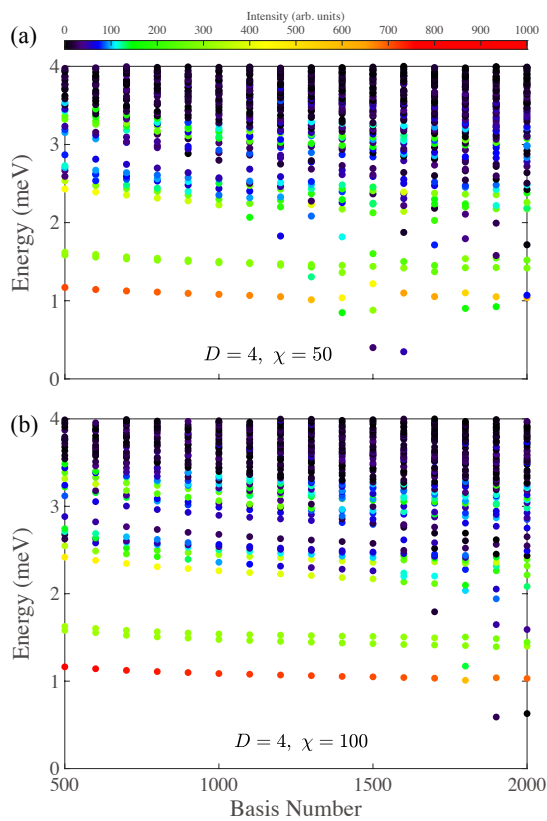 Intensity (arb. units)
0 100 200 300 400 500 600 700 800 900 1000
(a)
4
3
2
1
0
Energy (meV)
D = 4, χ = 50
(b)
4
3
2
1
0
Energy (meV)
D = 4, χ = 100
500 1000 1500 2000
Basis Number